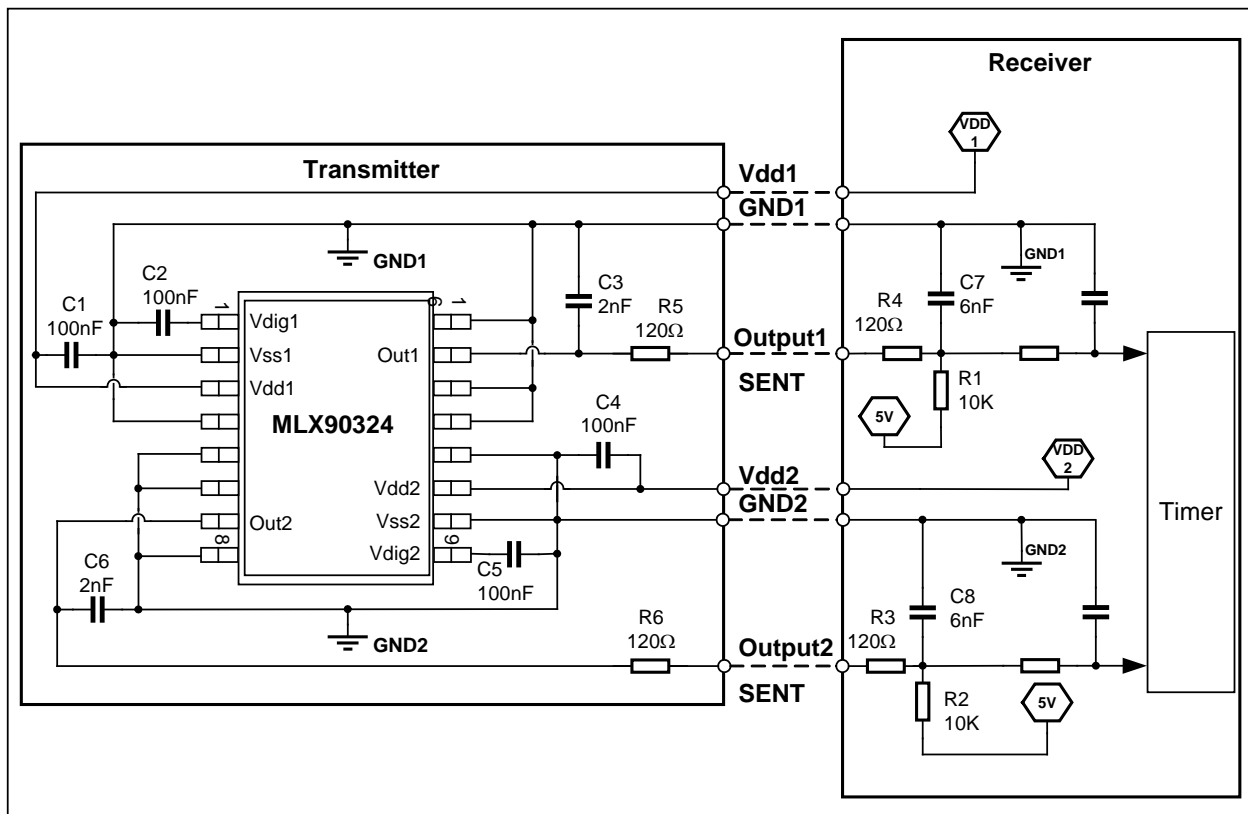 Receiver
VDD
1
Transmitter
Vdd1
GND1
GND1
GND1
C2
100nF
C1
100nF
C3
2nF
R5
120Ω
C7
6nF
R4
120Ω
1
6
1
Vdig1
Vss1
Out1
Vdd1
Output1
SENT
R1
10K
5V
MLX90324
C4
100nF
VDD
2
Vdd2
Vdd2
GND2
Timer
Out2
Vss2
8
9
Vdig2
C5
100nF
GND2
C6
2nF
C8
6nF
R3
120Ω
R6
120Ω
GND2
Output2
SENT
R2
10K
5V